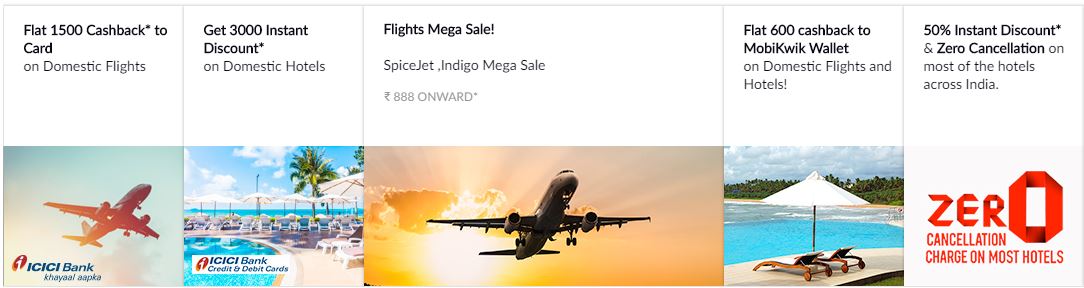 Flat 1500 Cashback* to
Card
on Domestic Flights
ICICI Bank
khayaal aapka
Get 3000 Instant
Discount*
on Domestic Hotels
ICICI Bank
Credit & Debit Cards
Flights Mega Sale!
SpiceJet ,Indigo Mega Sale
₹ 888 ONWARD*
Flat 600 cashback to
MobiKwik Wallet
on Domestic Flights and
Hotels!
50% Instant Discount*
& Zero Cancellation on
most of the hotels
across India.
ZERO
CANCELLATION
CHARGE ON MOST HOTELS